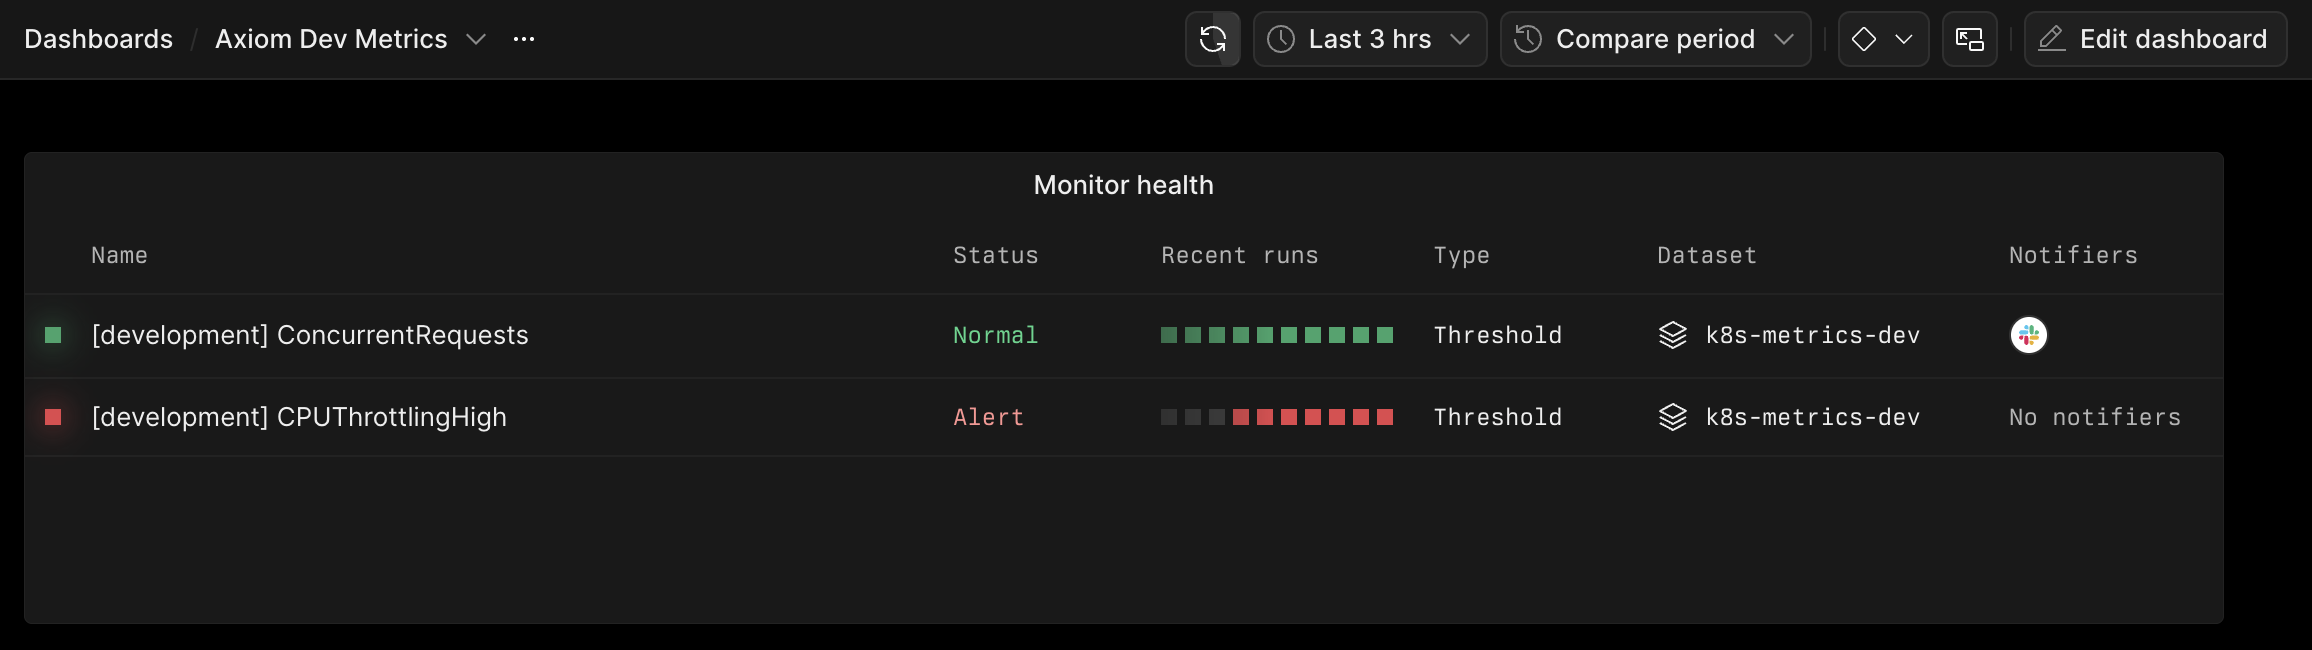 Dashboards / Axiom Dev Metrics ... Last 3 hrs Compare period Edit dashboard
Monitor health
Name Status Recent runs Type Dataset Notifiers
[development] ConcurrentRequests Normal Threshold k8s-metrics-dev
[development] CPUThrottlingHigh Alert Threshold k8s-metrics-dev No notifiers